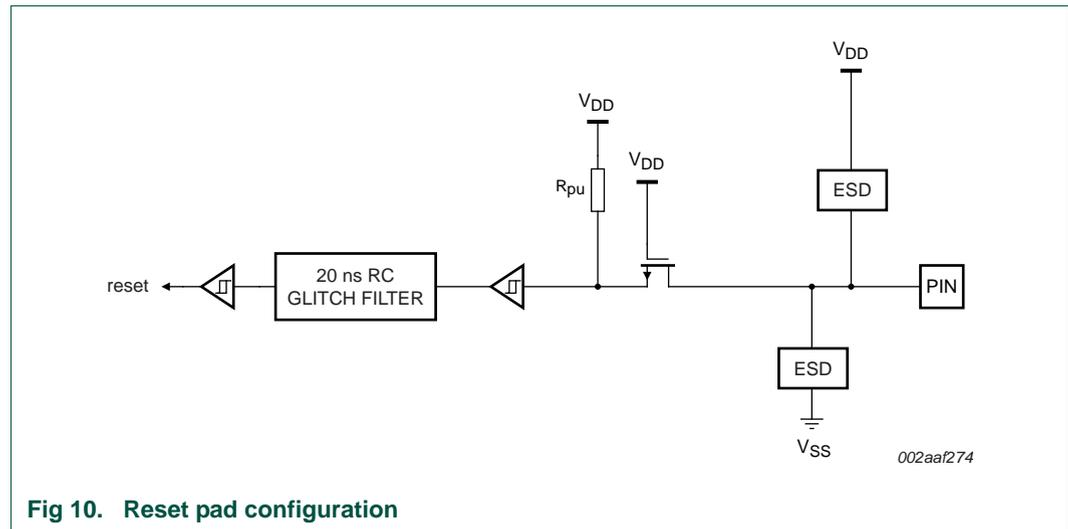 VDD
VDD
VDD
Rpu
ESD
reset
20 ns RC
GLITCH FILTER
PIN
ESD
VSS
002aaf274
Fig 10. Reset pad configuration